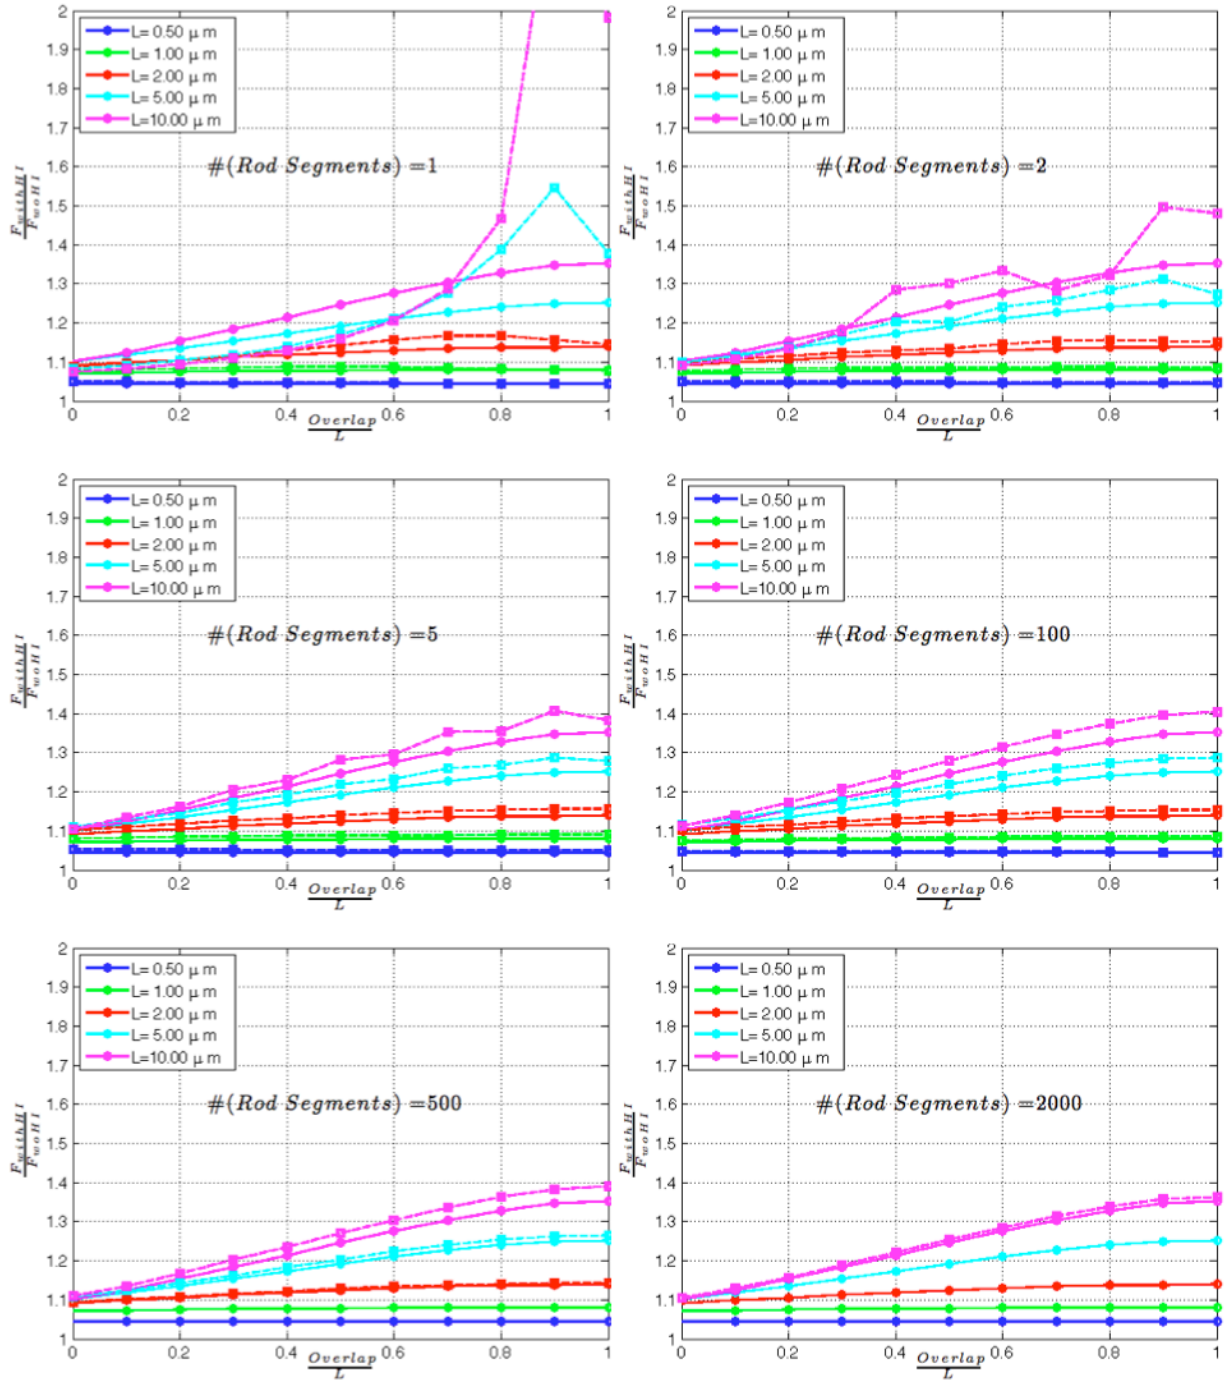 2
1.9
1.8
1.7
1.6
1.5
1.4
1.3
1.2
1.1
1
L= 0.50 μ m
L= 1.00 μ m
L= 2.00 μ m
L= 5.00 μ m
L=10.00 μ m
#(Rod Segments) =1
F withHI
F woHI
0 0.2 0.4 0.6 0.8 1
Overlap
L
2
1.9
1.8
1.7
1.6
1.5
1.4
1.3
1.2
1.1
1
L= 0.50 μ m
L= 1.00 μ m
L= 2.00 μ m
L= 5.00 μ m
L=10.00 μ m
#(Rod Segments) =2
F withHI
F woHI
0 0.2 0.4 0.6 0.8 1
Overlap
L
2
1.9
1.8
1.7
1.6
1.5
1.4
1.3
1.2
1.1
1
L= 0.50 μ m
L= 1.00 μ m
L= 2.00 μ m
L= 5.00 μ m
L=10.00 μ m
#(Rod Segments) =5
F withHI
F woHI
0 0.2 0.4 0.6 0.8 1
Overlap
L
2
1.9
1.8
1.7
1.6
1.5
1.4
1.3
1.2
1.1
1
L= 0.50 μ m
L= 1.00 μ m
L= 2.00 μ m
L= 5.00 μ m
L=10.00 μ m
#(Rod Segments) =100
F withHI
F woHI
0 0.2 0.4 0.6 0.8 1
Overlap
L
2
1.9
1.8
1.7
1.6
1.5
1.4
1.3
1.2
1.1
1
L= 0.50 μ m
L= 1.00 μ m
L= 2.00 μ m
L= 5.00 μ m
L=10.00 μ m
#(Rod Segments) =500
F withHI
F woHI
0 0.2 0.4 0.6 0.8 1
Overlap
L
2
1.9
1.8
1.7
1.6
1.5
1.4
1.3
1.2
1.1
1
L= 0.50 μ m
L= 1.00 μ m
L= 2.00 μ m
L= 5.00 μ m
L=10.00 μ m
#(Rod Segments) =2000
F withHI
F woHI
0 0.2 0.4 0.6 0.8 1
Overlap
L